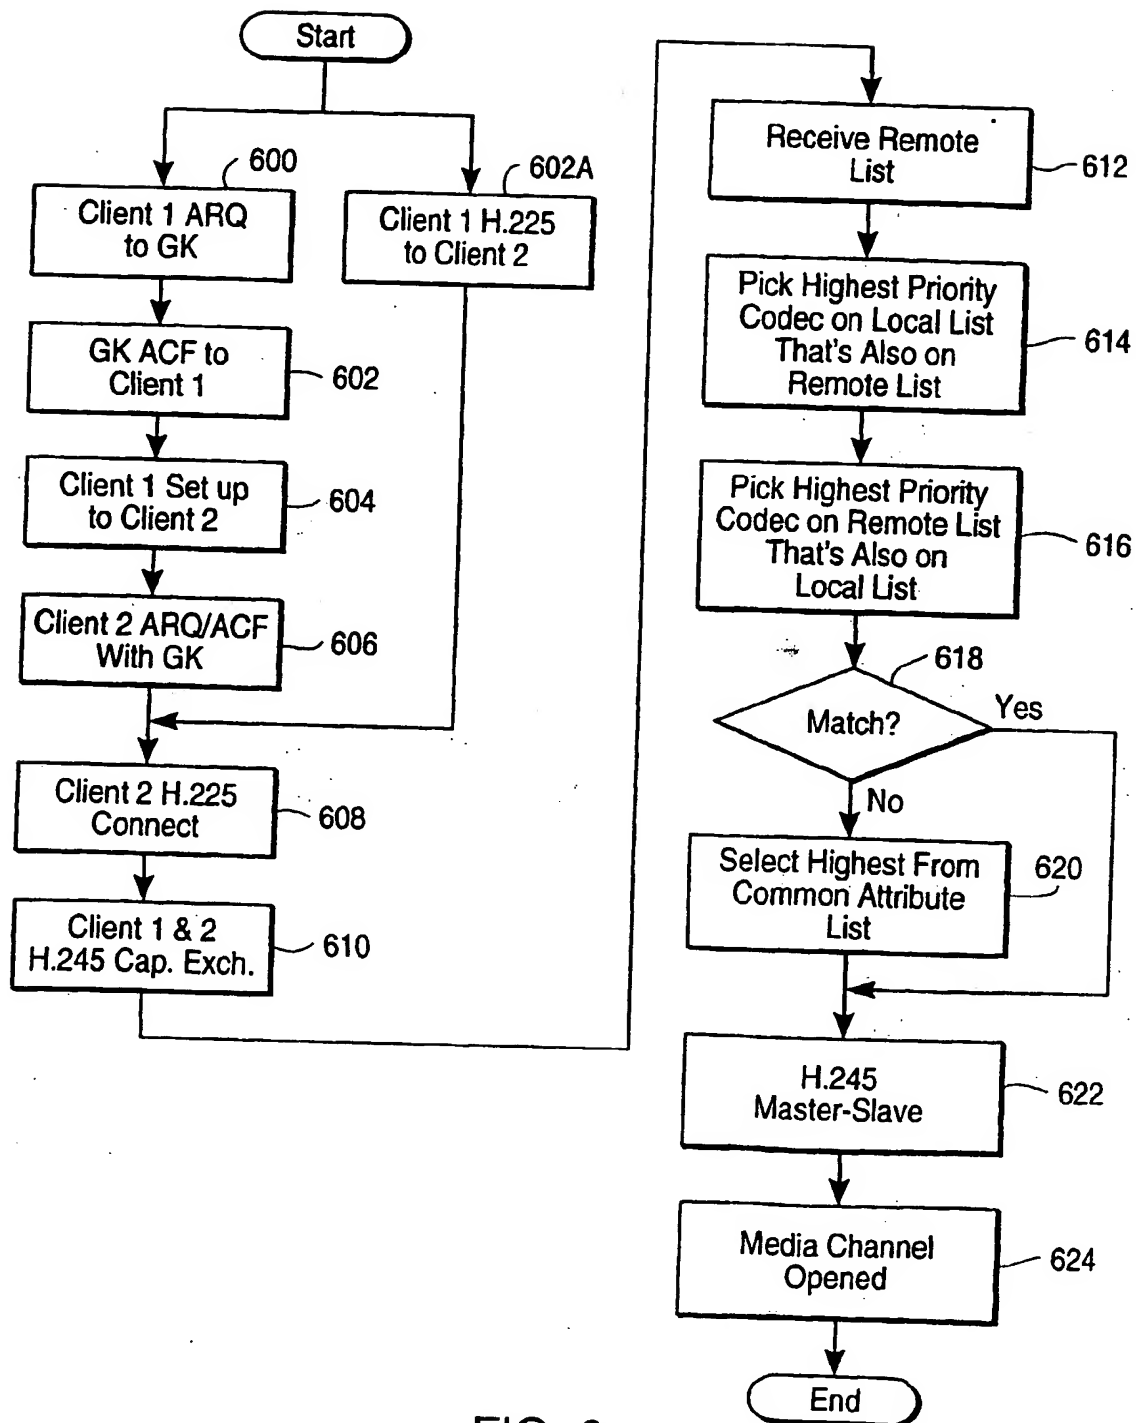 Start
600
Client 1 ARQ
to GK
602A
Client 1 H.225
to Client 2
GK ACF to
Client 1
602
Client 1 Set up
to Client 2
604
Client 2 ARQ/ACF
With GK
606
Client 2 H.225
Connect
608
Client 1 & 2
H.245 Cap. Exch.
610
Receive Remote
List
612
Pick Highest Priority
Codec on Local List
That's Also on
Remote List
614
Pick Highest Priority
Codec on Remote List
That's Also on
Local List
616
618
Match?
Yes
No
Select Highest From
Common Attribute
List
620
H.245
Master-Slave
622
Media Channel
Opened
624
End